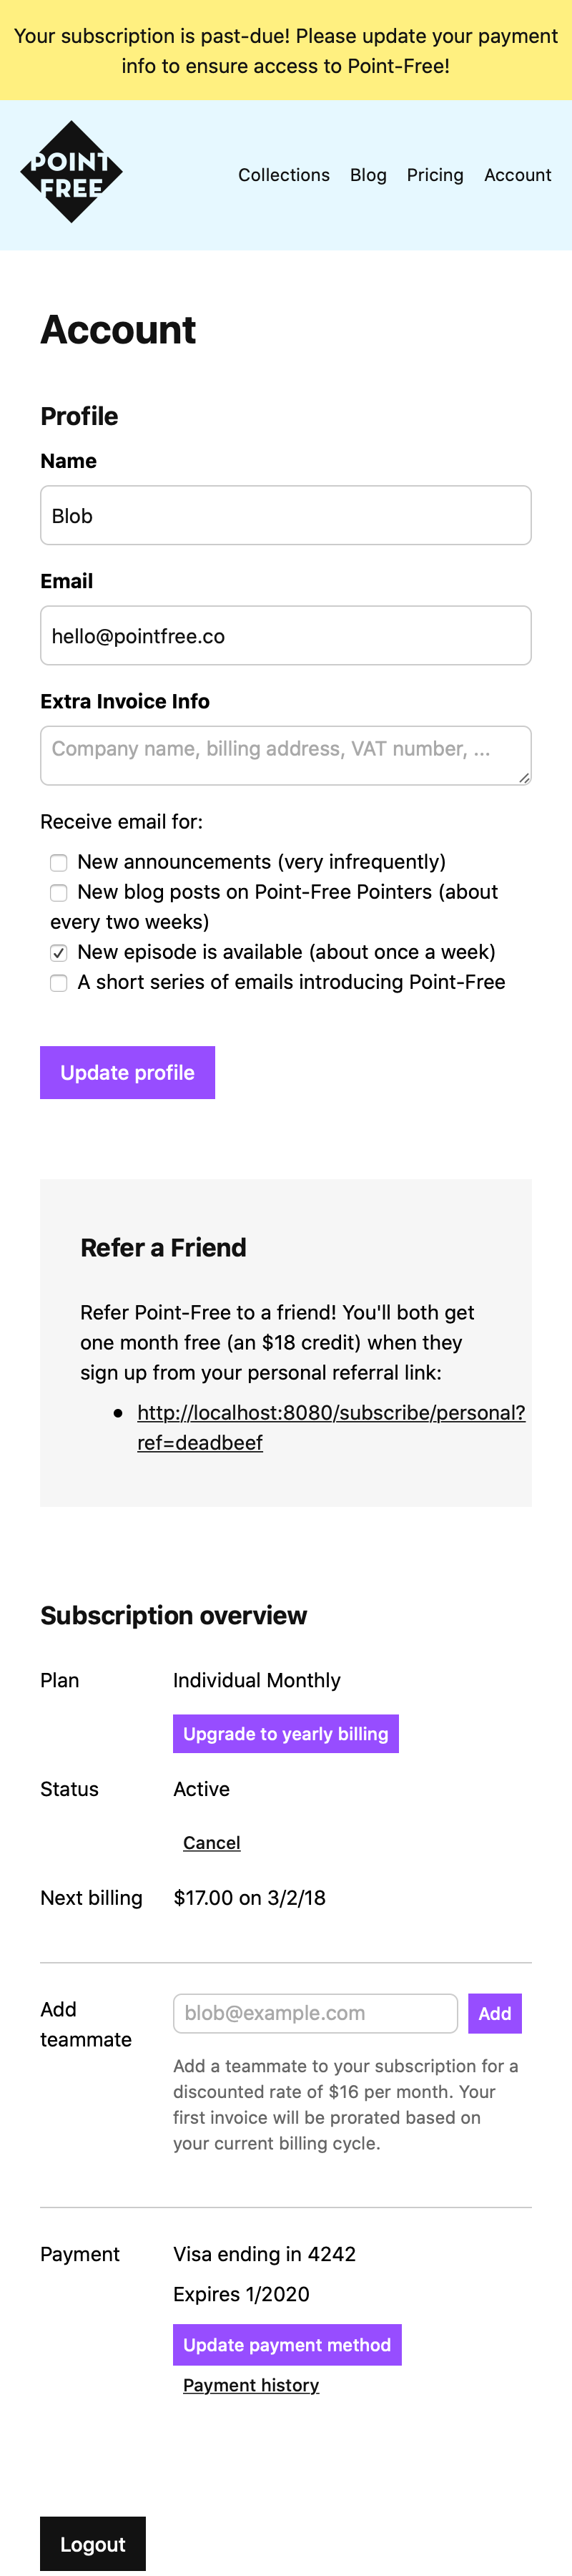 Your subscription is past-due! Please update your payment
info to ensure access to Point-Free!
POINT
FREE
Collections Blog Pricing Account
Account
Profile
Name
Blob
Email
hello@pointfree.co
Extra Invoice Info
Company name, billing address, VAT number, ...
Receive email for:
New announcements (very infrequently)
New blog posts on Point-Free Pointers (about
every two weeks)
New episode is available (about once a week)
A short series of emails introducing Point-Free
Update profile
Refer a Friend
Refer Point-Free to a friend! You'll both get
one month free (an $18 credit) when they
sign up from your personal referral link:
http://localhost:8080/subscribe/personal?
ref=deadbeef
Subscription overview
Plan Individual Monthly
Upgrade to yearly billing
Status Active
Cancel
Next billing $17.00 on 3/2/18
Add
teammate
blob@example.com Add
Add a teammate to your subscription for a
discounted rate of $16 per month. Your
first invoice will be prorated based on
your current billing cycle.
Payment Visa ending in 4242
Expires 1/2020
Update payment method
Payment history
Logout